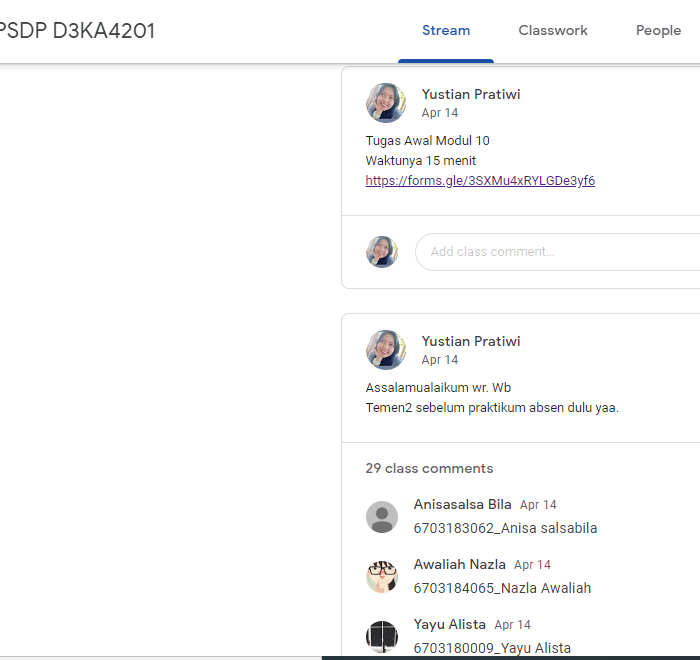 PSDP D3KA4201
Stream
Classwork
People
Yustian Pratiwi
Apr 14
Tugas Awal Modul 10
Waktunya 15 menit
https://forms.gle/3SXMu4xRYLGDe3yf6
Add class comment...
Yustian Pratiwi
Apr 14
Assalamualaikum wr. Wb
Temen2 sebelum praktikum absen dulu yaa.
29 class comments
Anisasalsa Bila Apr 14
6703183062_Anisa salsabila
Awaliah Nazla Apr 14
6703184065_Nazla Awaliah
Yayu Alista Apr 14
6703180009_Yayu Alista